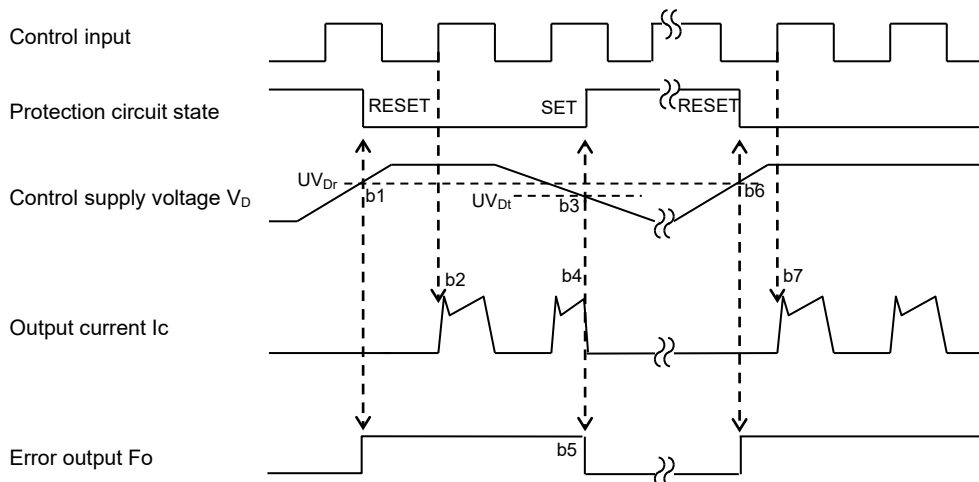 Control input
Protection circuit state
RESET
SET
RESET
Control supply voltage VD
UVDr
b1
UVDt
b3
b6
b2
b4
b7
Output current Ic
b5
Error output Fo